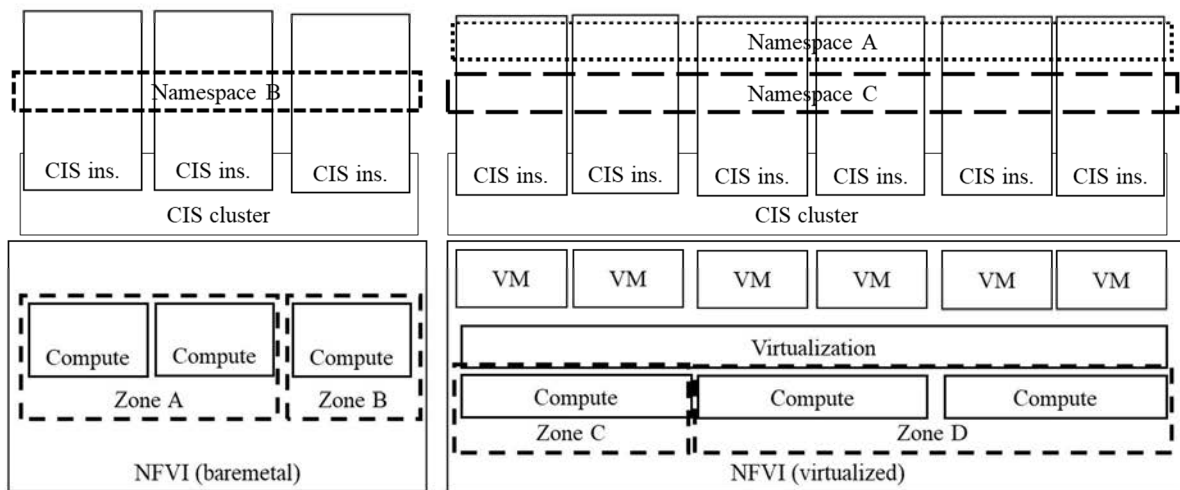 Namespace A
Namespace B
Namespace C
CIS ins. CIS ins. CIS ins. CIS ins. CIS ins. CIS ins. CIS ins. CIS ins. CIS ins.
CIS cluster CIS cluster
VM VM VM VM VM VM
Virtualization
Compute Compute Compute
Compute Compute Compute
Zone A Zone B
Zone C Zone D
NFVI (baremetal) NFVI (virtualized)